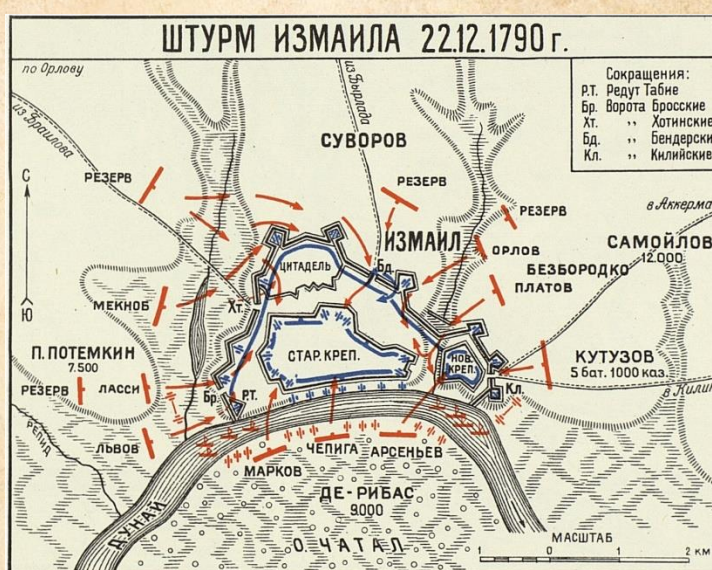 ШТУРМ ИЗМАИЛА 22.12.1790 г.
по Орлову
Сокращения:
Р.Т. Редут Табие
Бр. Ворота Бросские
Хт. ,, Хотинские
Бд. ,, Бендерски
Кл. ,, Килийские
из Браилова
из Бырлада
СУВОРОВ
РЕЗЕРВ
РЕЗЕРВ
РЕЗЕРВ
в Аккерма
С
Ю
ИЗМАИЛ
ОРЛОВ
САМОЙЛОВ
12.000
БЕЗБОРОДКО
ПЛАТОВ
ЦИТАДЕЛЬ
Бд.
МЕКНОБ
Хт.
П. ПОТЕМКИН
7.500
СТАР. КРЕП.
НОВ.
КРЕП.
КУТУЗОВ
5 бат. 1000 каз.
РЕЗЕРВ
ЛАССИ
Бр.
Р.Т.
Кл.
в Килии
РЕПИД
ЛЬВОВ
ЧЕПИГА
АРСЕНЬЕВ
МАРКОВ
ДЕ-РИБАС
9.000
ДУНАЙ
О. ЧАТАЛ
МАСШТАБ
1 0 1 2 км